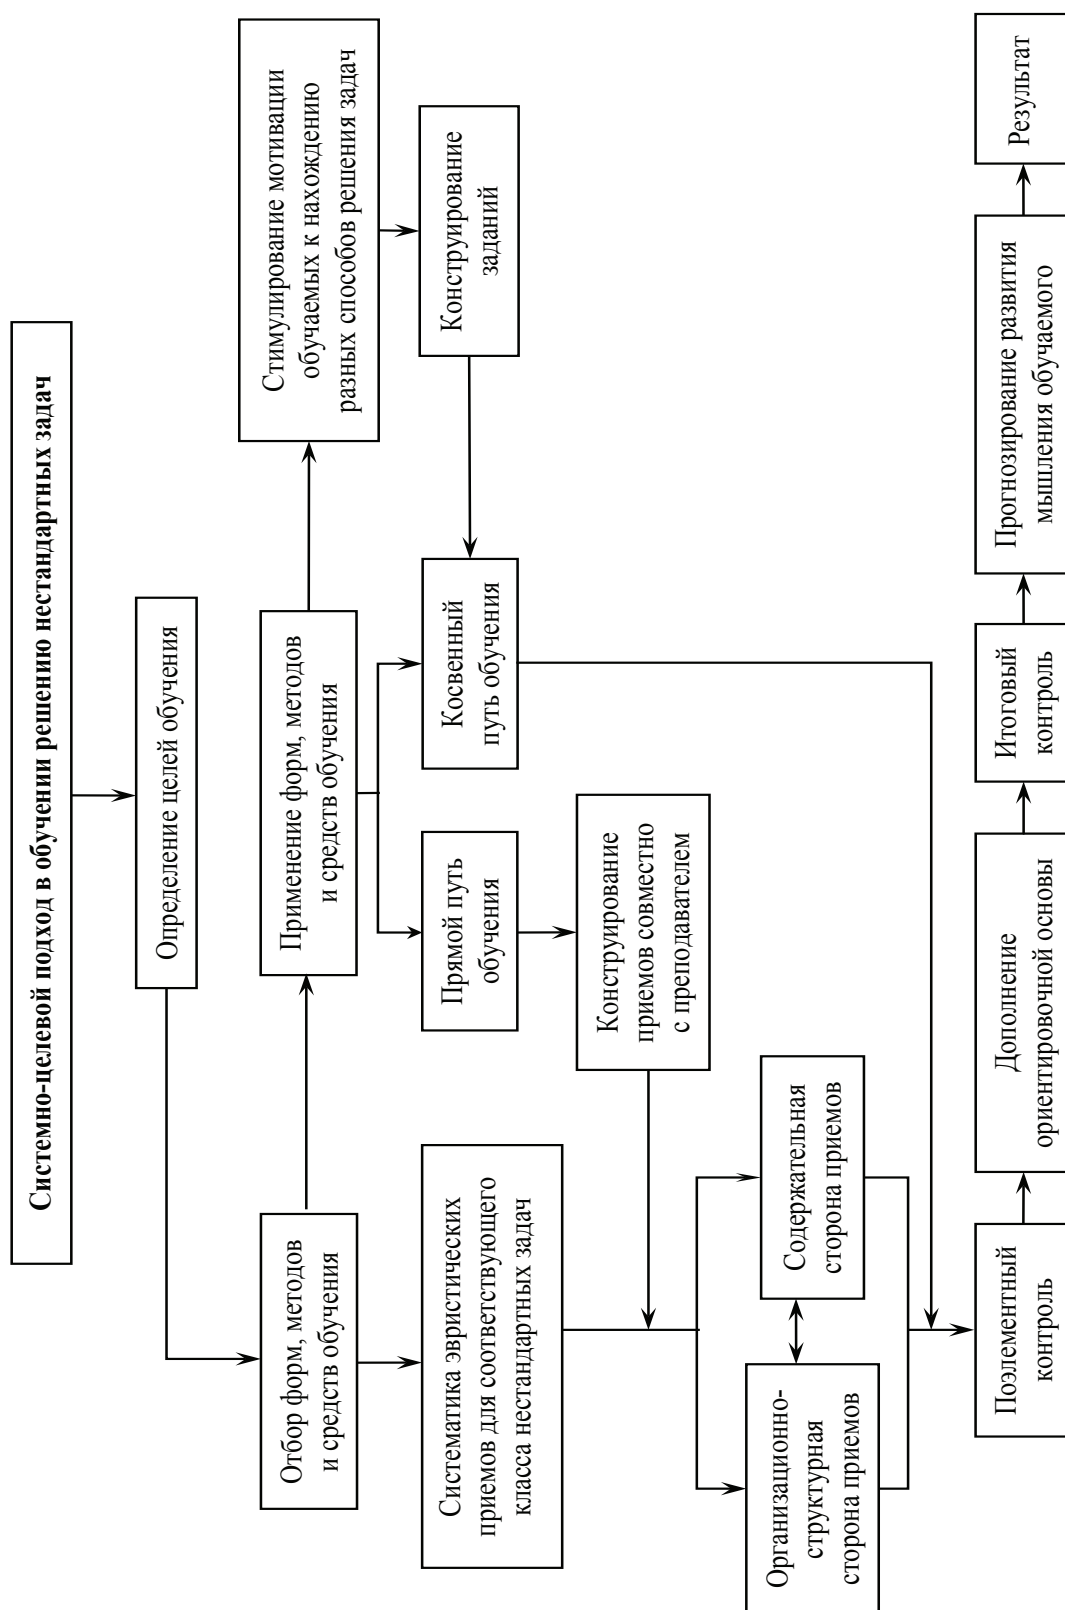 Системно-целевой подход в обучении решению нестандартных задач
Определение целей обучения
Отбор форм, методов
и средств обучения
Применение форм, методов
и средств обучения
Стимулирование мотивации
обучаемых к нахождению
разных способов решения задач
Систематика эвристических
приемов для соответствующего
класса нестандартных задач
Прямой путь
обучения
Косвенный
путь обучения
Конструирование
заданий
Конструирование
приемов совместно
с преподавателем
Организационно-
структурная
сторона приемов
Содержательная
сторона приемов
Поэлементный
контроль
Дополнение
ориентировочной основы
Итоговый
контроль
Прогнозирование развития
мышления обучаемого
Результат